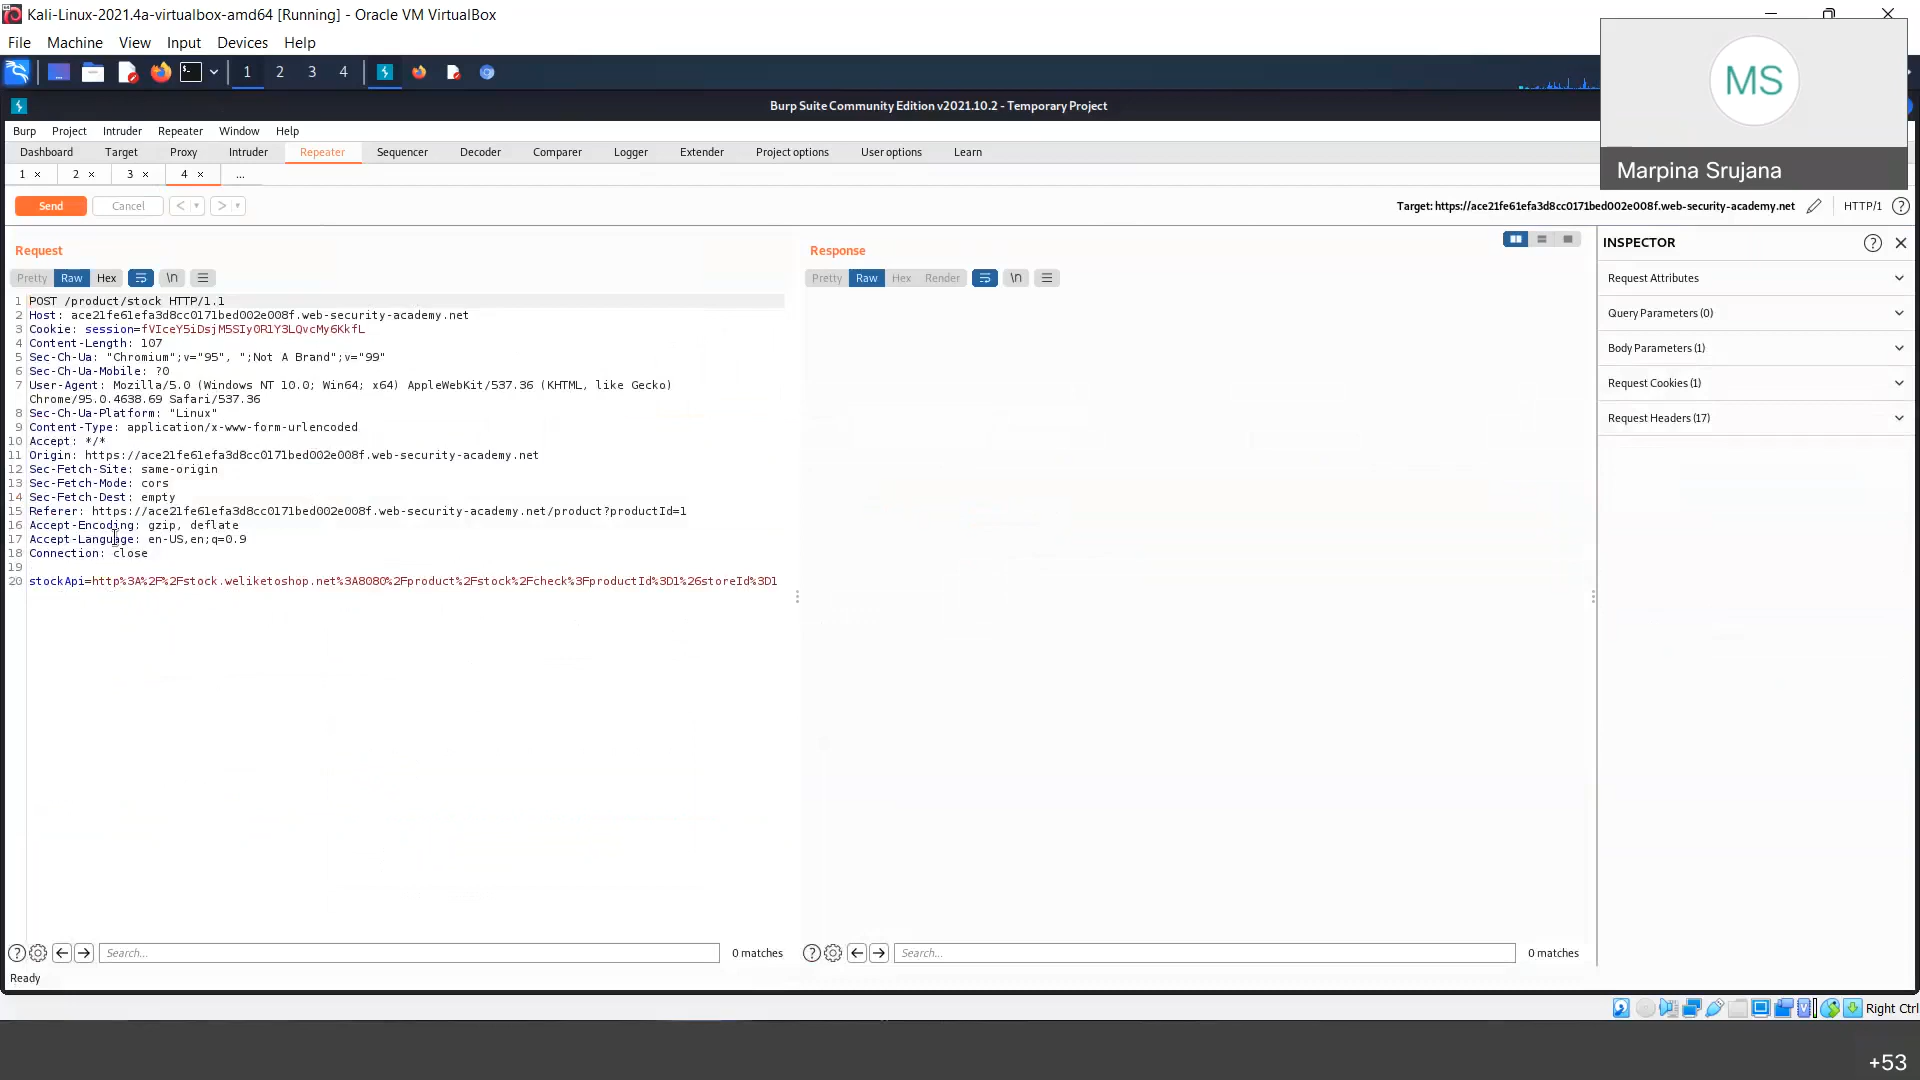 Kali-Linux-2021.4a-virtualbox-amd64 [Running] - Oracle VM VirtualBox
File Machine View Input Devices Help
1 2 3 4
MS
Marpina Srujana
Burp Suite Community Edition v2021.10.2 - Temporary Project
Burp Project Intruder Repeater Window Help
Dashboard Target Proxy Intruder Repeater Sequencer Decoder Comparer Logger Extender Project options User options Learn
1 × 2 × 3 × 4 × ...
Send Cancel < >
Target: https://ace21fe61efa3d8cc0171bed002e008f.web-security-academy.net HTTP/1 ?
Request
Pretty Raw Hex \n
1 POST /product/stock HTTP/1.1
2 Host: ace21fe61efa3d8cc0171bed002e008f.web-security-academy.net
3 Cookie: session=fVIceY5iDsjM5SIy0RlY3LQvcMy6KkfL
4 Content-Length: 107
5 Sec-Ch-Ua: "Chromium";v="95", ";Not A Brand";v="99"
6 Sec-Ch-Ua-Mobile: ?0
7 User-Agent: Mozilla/5.0 (Windows NT 10.0; Win64; x64) AppleWebKit/537.36 (KHTML, like Gecko)
Chrome/95.0.4638.69 Safari/537.36
8 Sec-Ch-Ua-Platform: "Linux"
9 Content-Type: application/x-www-form-urlencoded
10 Accept: */*
11 Origin: https://ace21fe61efa3d8cc0171bed002e008f.web-security-academy.net
12 Sec-Fetch-Site: same-origin
13 Sec-Fetch-Mode: cors
14 Sec-Fetch-Dest: empty
15 Referer: https://ace21fe61efa3d8cc0171bed002e008f.web-security-academy.net/product?productId=1
16 Accept-Encoding: gzip, deflate
17 Accept-Language: en-US,en;q=0.9
18 Connection: close
19
20 stockApi=http%3A%2F%2Fstock.weliketoshop.net%3A8080%2Fproduct%2Fstock%2Fcheck%3FproductId%3D1%26storeId%3D1
Search...
0 matches
Response
Pretty Raw Hex Render \n
Search...
0 matches
INSPECTOR
Request Attributes
Query Parameters (0)
Body Parameters (1)
Request Cookies (1)
Request Headers (17)
Ready
Right Ctrl
+53